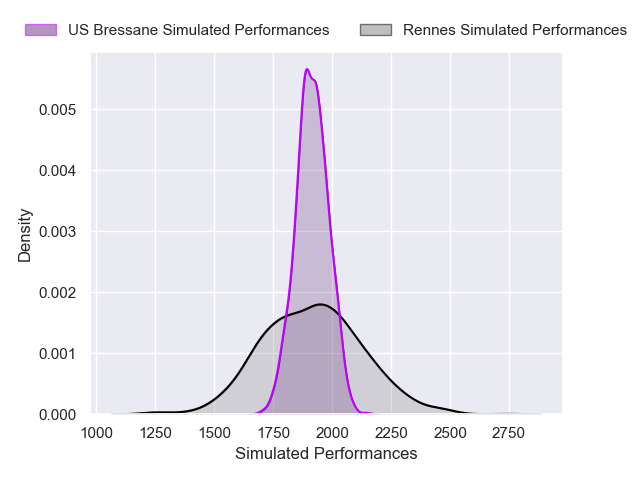 US Bressane Simulated Performances
Rennes Simulated Performances
0.005
0.004
0.003
0.002
0.001
0.000
Density
1000 1250 1500 1750 2000 2250 2500 2750
Simulated Performances